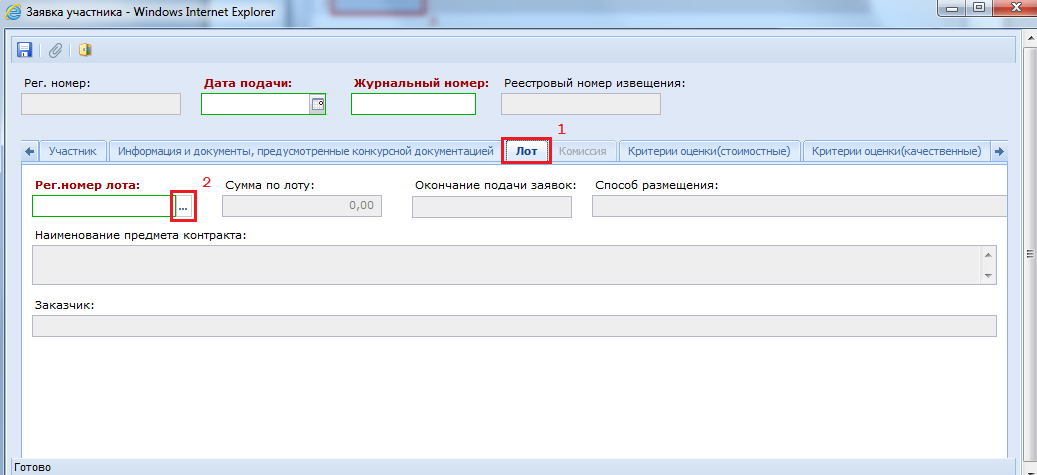 Заявка участника - Windows Internet Explorer
Рег. номер: Дата подачи: Журнальный номер: Реестровый номер извещения:
1
Участник Информация и документы, предусмотренные конкурсной документацией Лот Комиссия Критерии оценки(стоимостные) Критерии оценки(качественные)
Рег.номер лота: 2 Сумма по лоту: Окончание подачи заявок: Способ размещения:
... 0,00
Наименование предмета контракта:
Заказчик:
Готово